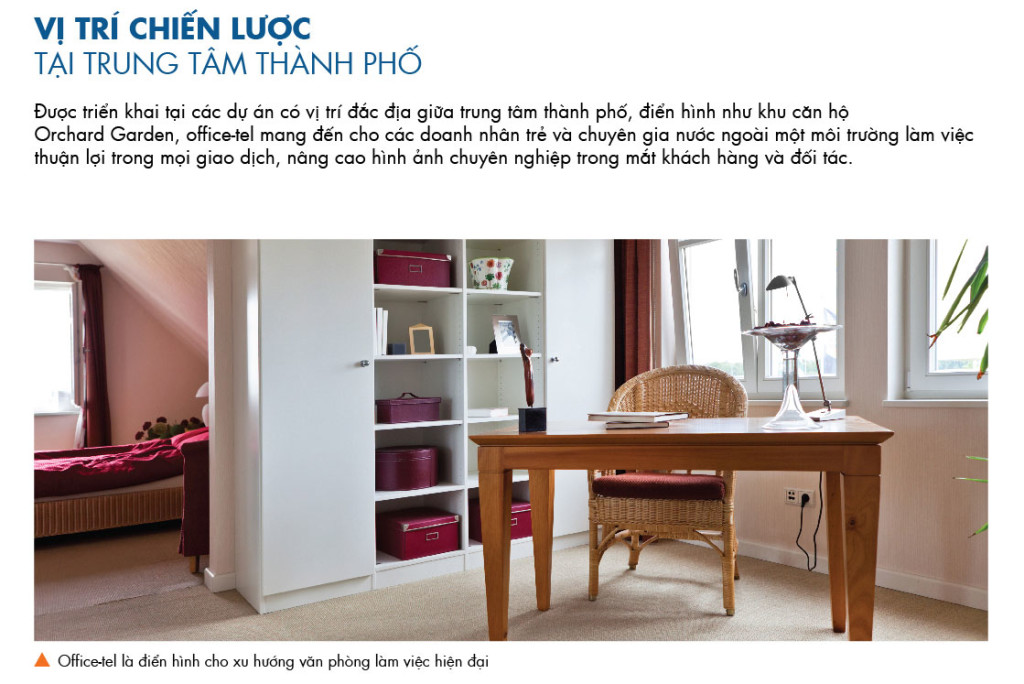 VỊ TRÍ CHIẾN LƯỢC
TẠI TRUNG TÂM THÀNH PHỐ
Được triển khai tại các dự án có vị trí đắc địa giữa trung tâm thành phố, điển hình như khu căn hộ
Orchard Garden, office-tel mang đến cho các doanh nhân trẻ và chuyên gia nước ngoài một môi trường làm việc
thuận lợi trong mọi giao dịch, nâng cao hình ảnh chuyên nghiệp trong mắt khách hàng và đối tác.
Office-tel là điển hình cho xu hướng văn phòng làm việc hiện đại